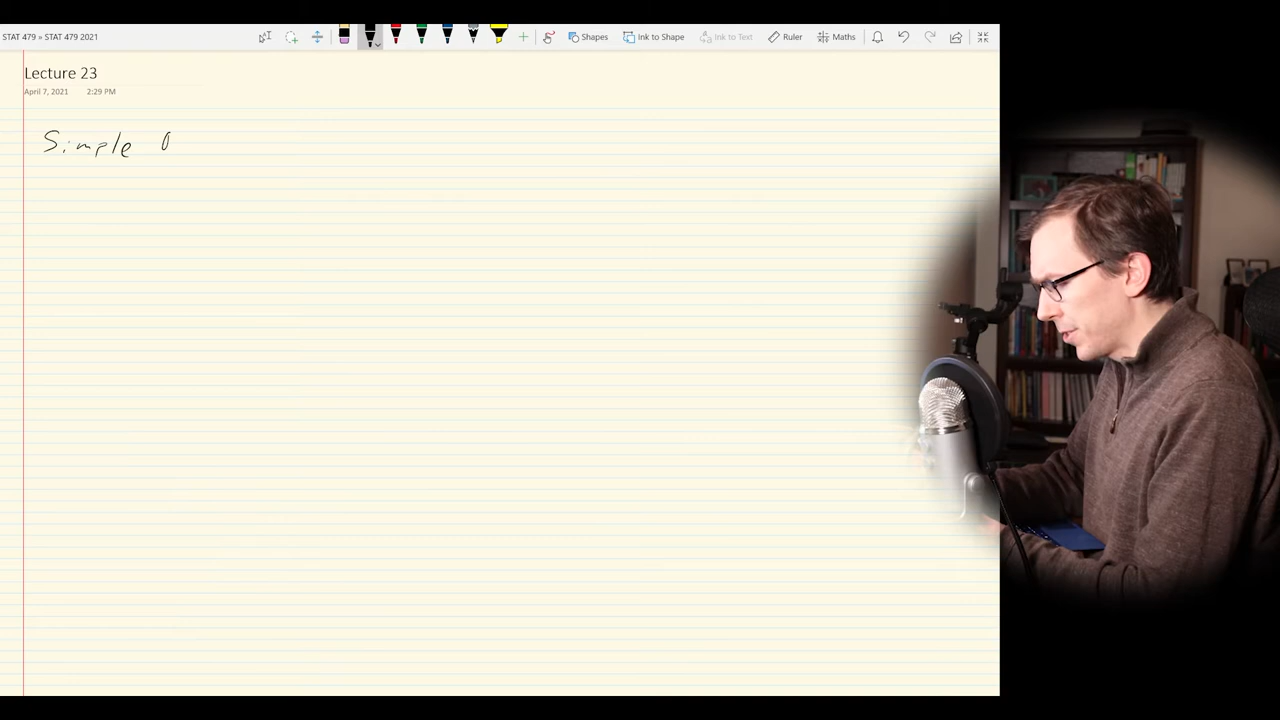 STAT 479 » STAT 479 2021
Shapes
Ink to Shape
Ink to Text
Ruler
Maths
Lecture 23
April 7, 2021 2:29 PM
Simple 0